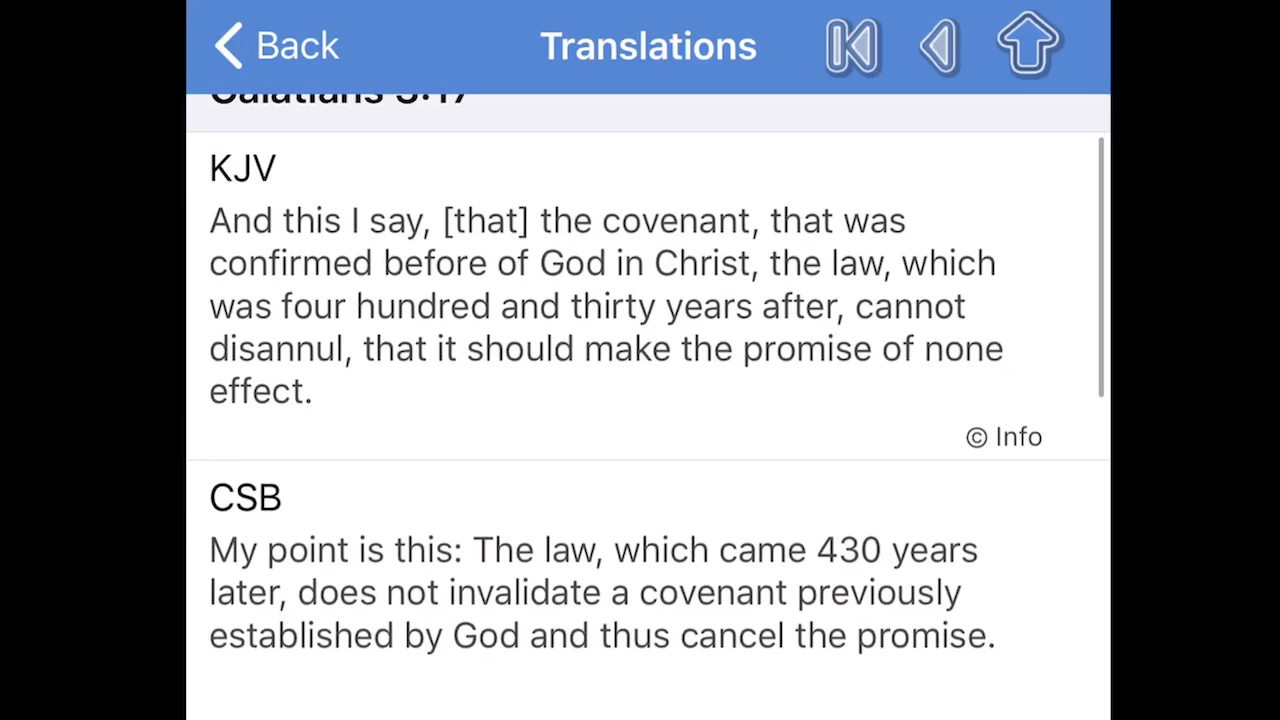 Back
Translations
Galatians 3:17
KJV
And this I say, [that] the covenant, that was
confirmed before of God in Christ, the law, which
was four hundred and thirty years after, cannot
disannul, that it should make the promise of none
effect.
© Info
CSB
My point is this: The law, which came 430 years
later, does not invalidate a covenant previously
established by God and thus cancel the promise.